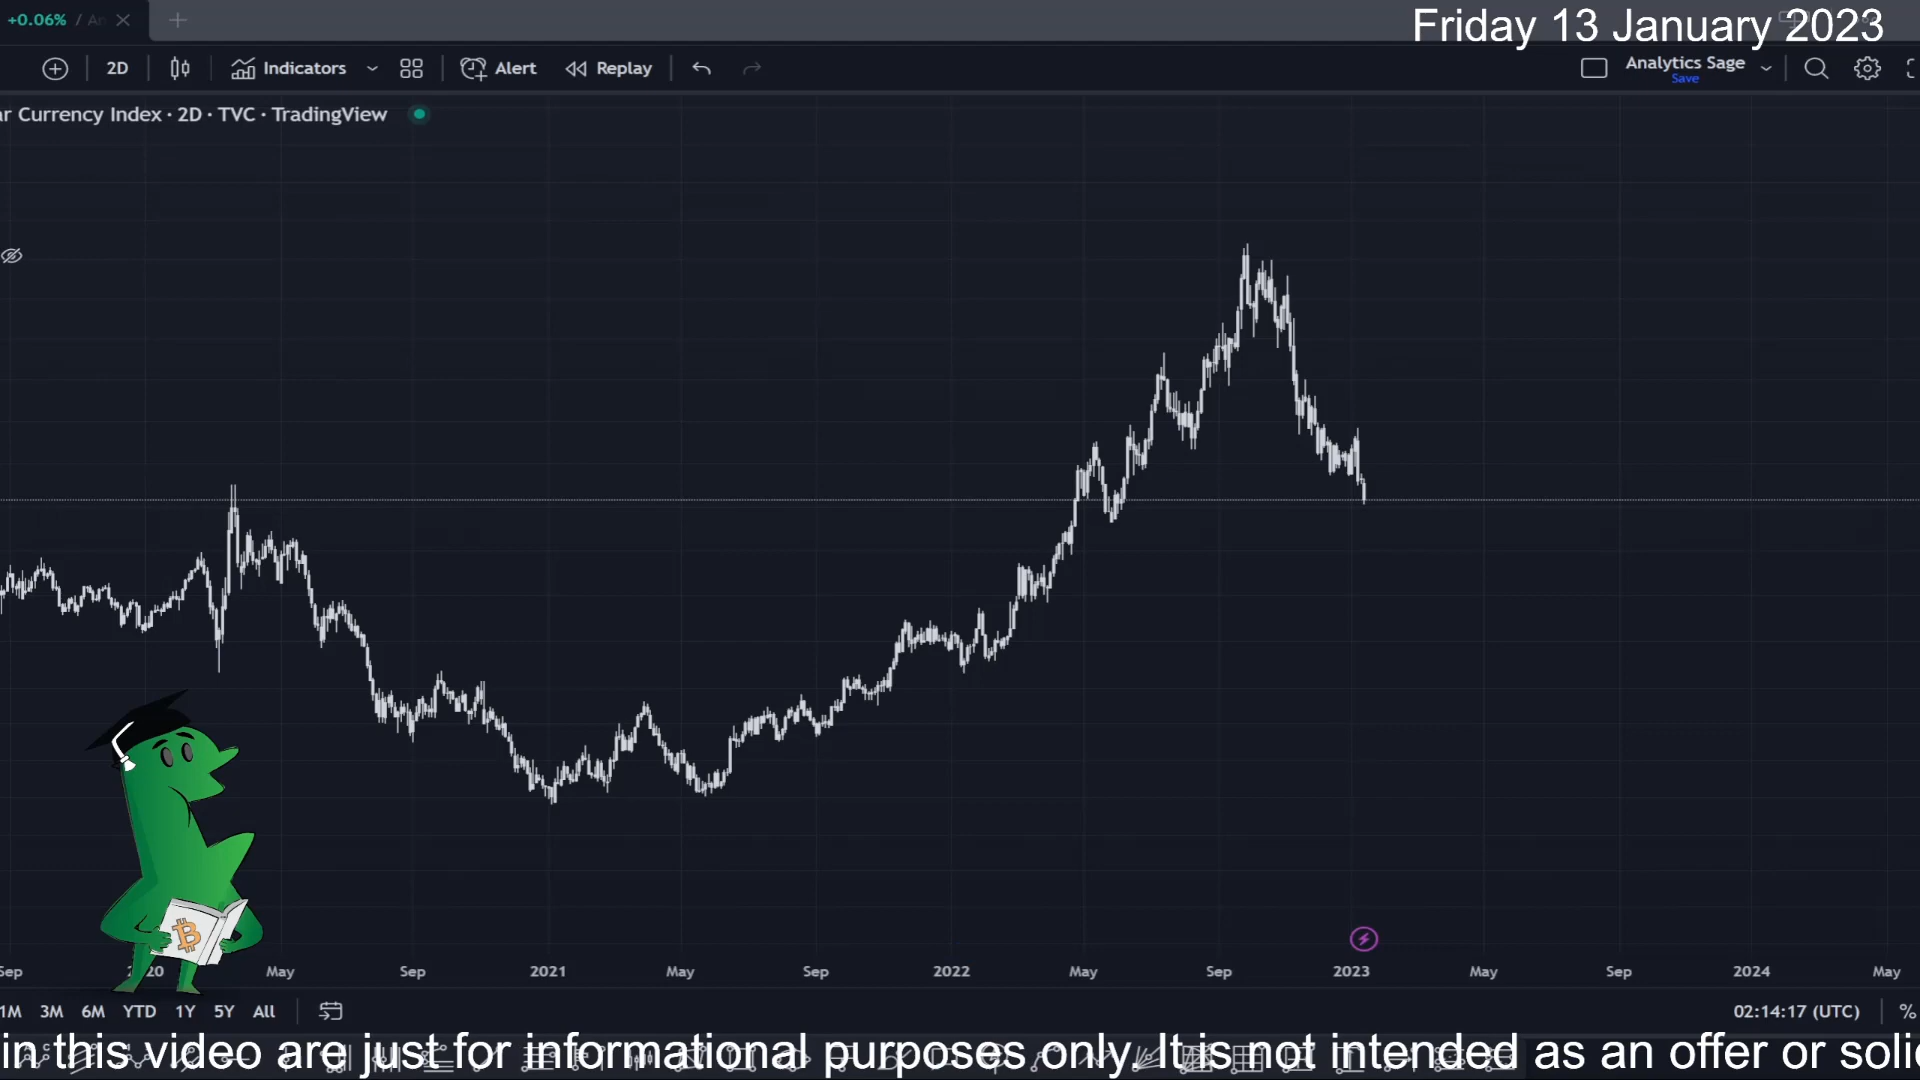 +0.06% / A
Friday 13 January 2023
2D
Indicators
Alert
Replay
Analytics Sage
Save
ar Currency Index · 2D · TVC · TradingView
Sep
2020
May
Sep
2021
May
Sep
2022
May
Sep
2023
May
Sep
2024
May
1M 3M 6M YTD 1Y 5Y All
02:14:17 (UTC)
%
in this video are just for informational purposes only. It is not intended as an offer or solic